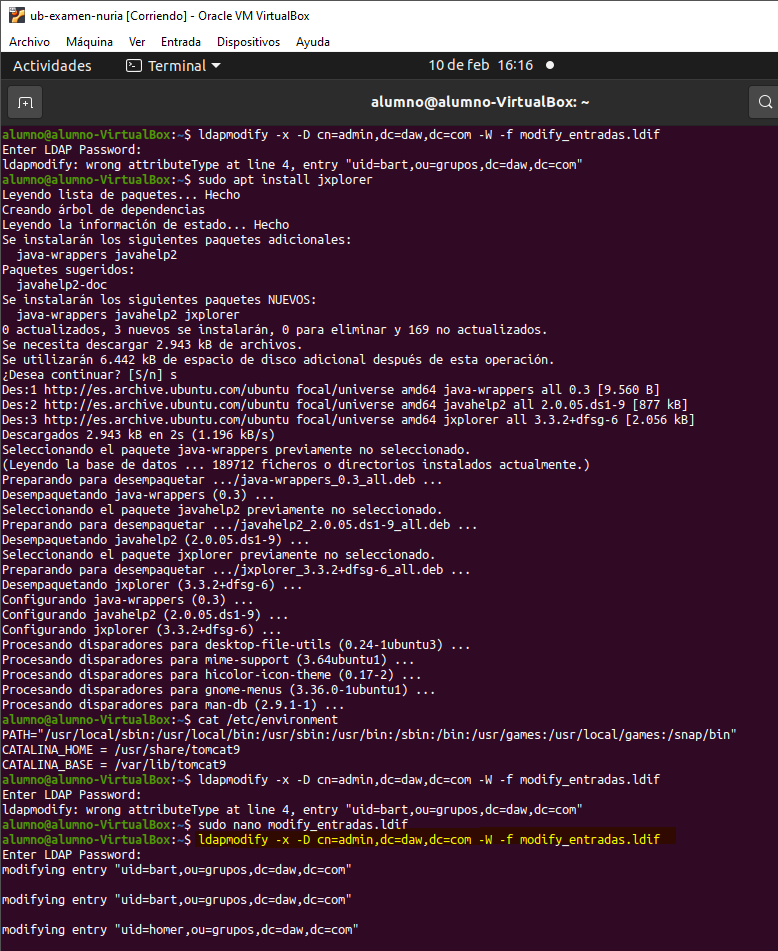 ub-examen-nuria [Corriendo] - Oracle VM VirtualBox
Archivo Máquina Ver Entrada Dispositivos Ayuda
Actividades Terminal 10 de feb 16:16
alumno@alumno-VirtualBox: ~
alumno@alumno-VirtualBox:~$ ldapmodify -x -D cn=admin,dc=daw,dc=com -W -f modify_entradas.ldif
Enter LDAP Password:
ldapmodify: wrong attributeType at line 4, entry "uid=bart,ou=grupos,dc=daw,dc=com"
alumno@alumno-VirtualBox:~$ sudo apt install jxplorer
Leyendo lista de paquetes... Hecho
Creando árbol de dependencias
Leyendo la información de estado... Hecho
Se instalarán los siguientes paquetes adicionales:
  java-wrappers javahelp2
Paquetes sugeridos:
  javahelp2-doc
Se instalarán los siguientes paquetes NUEVOS:
  java-wrappers javahelp2 jxplorer
0 actualizados, 3 nuevos se instalarán, 0 para eliminar y 169 no actualizados.
Se necesita descargar 2.943 kB de archivos.
Se utilizarán 6.442 kB de espacio de disco adicional después de esta operación.
¿Desea continuar? [S/n] s
Des:1 http://es.archive.ubuntu.com/ubuntu focal/universe amd64 java-wrappers all 0.3 [9.560 B]
Des:2 http://es.archive.ubuntu.com/ubuntu focal/universe amd64 javahelp2 all 2.0.05.ds1-9 [877 kB]
Des:3 http://es.archive.ubuntu.com/ubuntu focal/universe amd64 jxplorer all 3.3.2+dfsg-6 [2.056 kB]
Descargados 2.943 kB en 2s (1.196 kB/s)
Seleccionando el paquete java-wrappers previamente no seleccionado.
(Leyendo la base de datos ... 189712 ficheros o directorios instalados actualmente.)
Preparando para desempaquetar .../java-wrappers_0.3_all.deb ...
Desempaquetando java-wrappers (0.3) ...
Seleccionando el paquete javahelp2 previamente no seleccionado.
Preparando para desempaquetar .../javahelp2_2.0.05.ds1-9_all.deb ...
Desempaquetando javahelp2 (2.0.05.ds1-9) ...
Seleccionando el paquete jxplorer previamente no seleccionado.
Preparando para desempaquetar .../jxplorer_3.3.2+dfsg-6_all.deb ...
Desempaquetando jxplorer (3.3.2+dfsg-6) ...
Configurando java-wrappers (0.3) ...
Configurando javahelp2 (2.0.05.ds1-9) ...
Configurando jxplorer (3.3.2+dfsg-6) ...
Procesando disparadores para desktop-file-utils (0.24-1ubuntu3) ...
Procesando disparadores para mime-support (3.64ubuntu1) ...
Procesando disparadores para hicolor-icon-theme (0.17-2) ...
Procesando disparadores para gnome-menus (3.36.0-1ubuntu1) ...
Procesando disparadores para man-db (2.9.1-1) ...
alumno@alumno-VirtualBox:~$ cat /etc/environment
PATH="/usr/local/sbin:/usr/local/bin:/usr/sbin:/usr/bin:/sbin:/bin:/usr/games:/usr/local/games:/snap/bin"
CATALINA_HOME = /usr/share/tomcat9
CATALINA_BASE = /var/lib/tomcat9
alumno@alumno-VirtualBox:~$ ldapmodify -x -D cn=admin,dc=daw,dc=com -W -f modify_entradas.ldif
Enter LDAP Password:
ldapmodify: wrong attributeType at line 4, entry "uid=bart,ou=grupos,dc=daw,dc=com"
alumno@alumno-VirtualBox:~$ sudo nano modify_entradas.ldif
alumno@alumno-VirtualBox:~$ ldapmodify -x -D cn=admin,dc=daw,dc=com -W -f modify_entradas.ldif
Enter LDAP Password:
modifying entry "uid=bart,ou=grupos,dc=daw,dc=com"
modifying entry "uid=bart,ou=grupos,dc=daw,dc=com"
modifying entry "uid=homer,ou=grupos,dc=daw,dc=com"